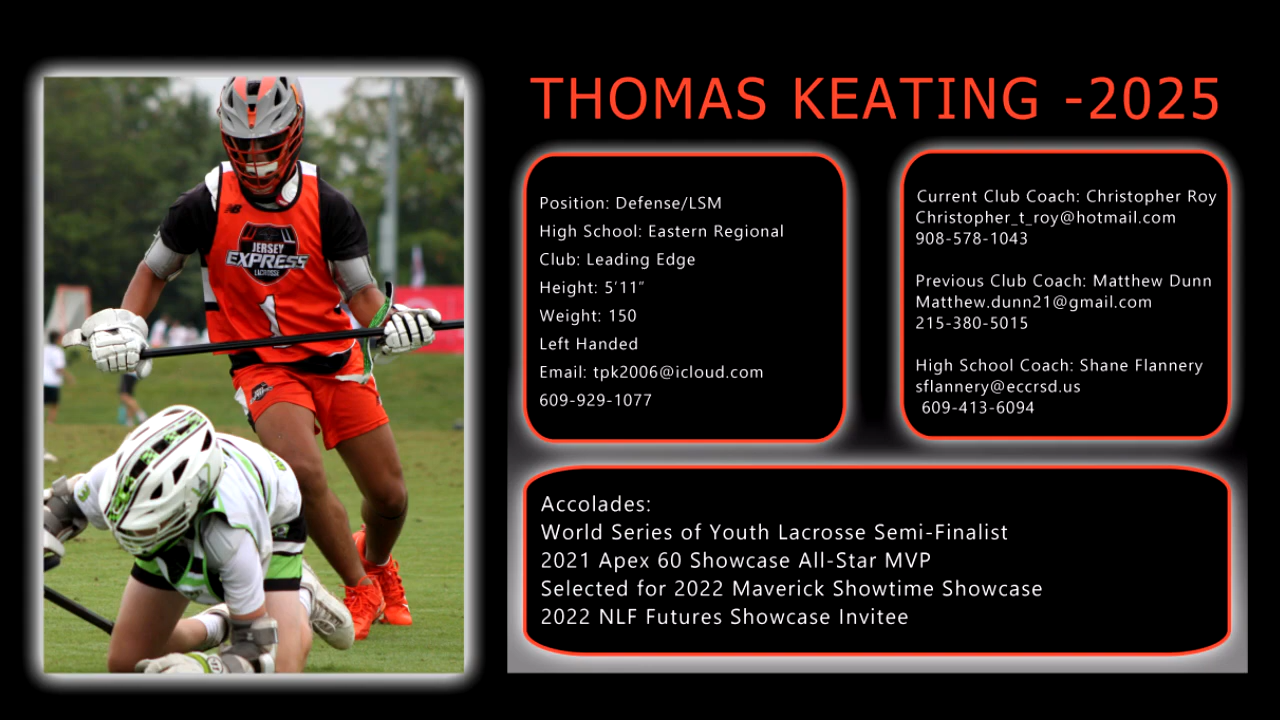 THOMAS KEATING -2025
Position: Defense/LSM
High School: Eastern Regional
Club: Leading Edge
Height: 5’11”
Weight: 150
Left Handed
Email: tpk2006@icloud.com
609-929-1077
Current Club Coach: Christopher Roy
Christopher_t_roy@hotmail.com
908-578-1043
Previous Club Coach: Matthew Dunn
Matthew.dunn21@gmail.com
215-380-5015
High School Coach: Shane Flannery
sflannery@eccrsd.us
609-413-6094
Accolades:
World Series of Youth Lacrosse Semi-Finalist
2021 Apex 60 Showcase All-Star MVP
Selected for 2022 Maverick Showtime Showcase
2022 NLF Futures Showcase Invitee
JERSEY
EXPRESS
LACROSSE
1